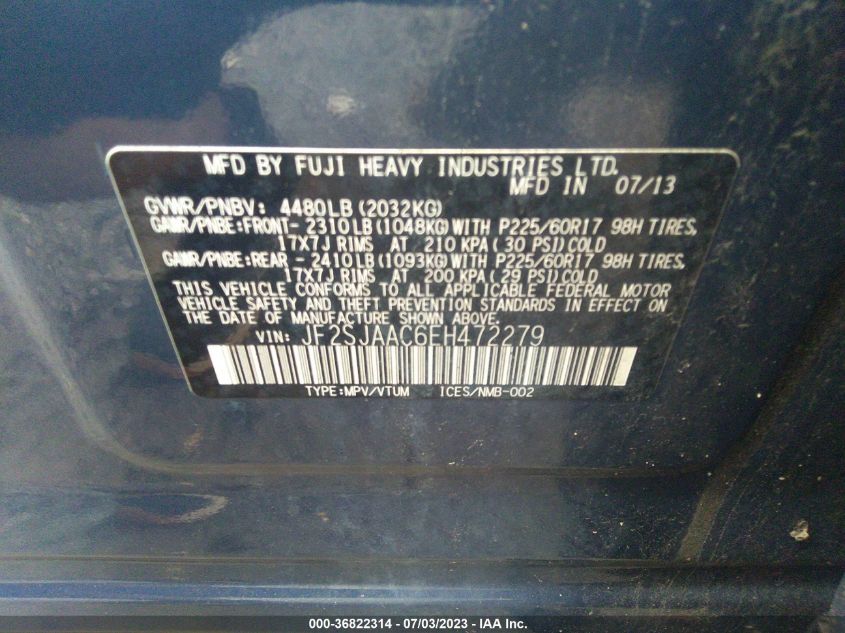 MFD BY FUJI HEAVY INDUSTRIES LTD.
MFD IN 07/13
GVWR/PNBV: 4480LB (2032KG)
GAWR/PNBE:FRONT- 2310LB (1048KG) WITH P225/60R17 98H TIRES,
17X7J RIMS AT 210 KPA (30 PSI) COLD
GAWR/PNBE:REAR - 2410LB (1093KG) WITH P225/60R17 98H TIRES,
17X7J RIMS AT 200 KPA (29 PSI) COLD
THIS VEHICLE CONFORMS TO ALL APPLICABLE FEDERAL MOTOR
VEHICLE SAFETY AND THEFT PREVENTION STANDARDS IN EFFECT ON
THE DATE OF MANUFACTURE SHOWN ABOVE.
VIN: JF2SJAAC6EH472279
TYPE:MPV/VTUM ICES/NMB-002
000-36822314 / 07/03/2023 - IAA Inc.